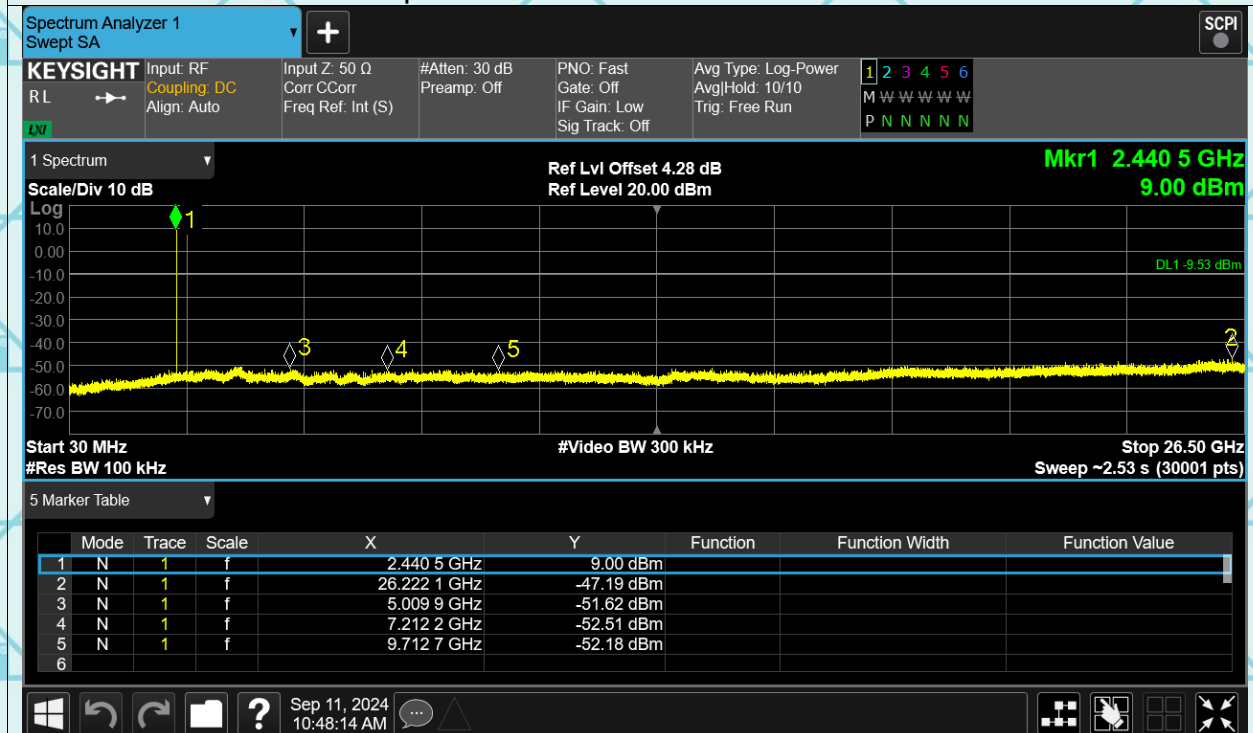 Spectrum Analyzer 1
Swept SA
+
SCPI
KEYSIGHT Input: RF Input Z: 50 Ω #Atten: 30 dB PNO: Fast Avg Type: Log-Power 1 2 3 4 5 6
RL Coupling: DC Corr CCorr Preamp: Off Gate: Off Avg|Hold: 10/10 M W W W W W
Align: Auto Freq Ref: Int (S) IF Gain: Low Trig: Free Run
LXI Sig Track: Off P N N N N N
1 Spectrum Ref Lvl Offset 4.28 dB Mkr1 2.440 5 GHz
Scale/Div 10 dB Ref Level 20.00 dBm 9.00 dBm
Log
10.0
1
0.00
DL1 -9.53 dBm
-10.0
-20.0
-30.0
-40.0
3 4 5 2
-50.0
-60.0
-70.0
Start 30 MHz #Video BW 300 kHz Stop 26.50 GHz
#Res BW 100 kHz Sweep ~2.53 s (30001 pts)
5 Marker Table
Mode Trace Scale X Y Function Function Width Function Value
1 N 1 f 2.440 5 GHz 9.00 dBm
2 N 1 f 26.222 1 GHz -47.19 dBm
3 N 1 f 5.009 9 GHz -51.62 dBm
4 N 1 f 7.212 2 GHz -52.51 dBm
5 N 1 f 9.712 7 GHz -52.18 dBm
6
? Sep 11, 2024
10:48:14 AM